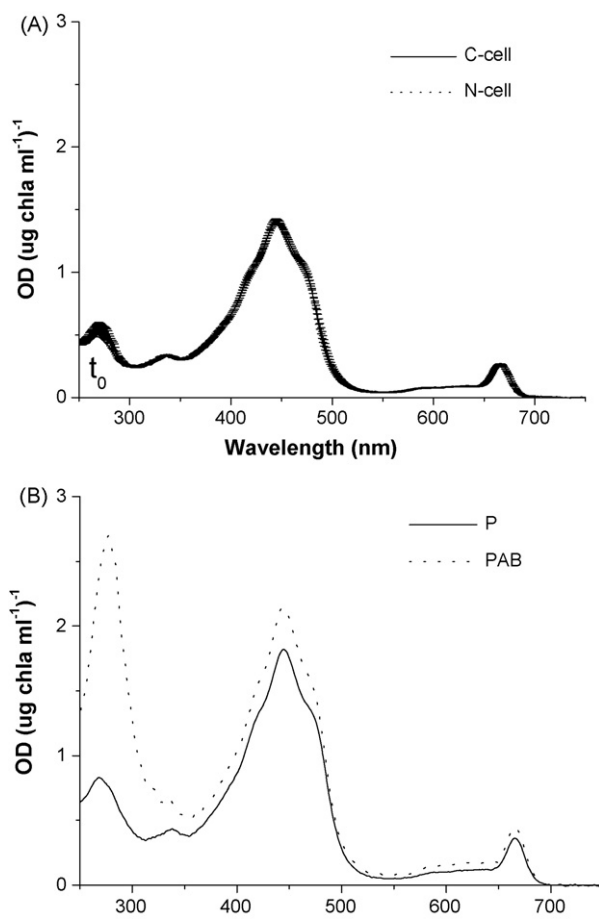 (A)
3
C-cell
N-cell
2
OD (ug chla ml⁻¹)⁻¹
1
t₀
0
300 400 500 600 700
Wavelength (nm)
(B)
3
P
PAB
2
OD (ug chla ml⁻¹)⁻¹
1
0
300 400 500 600 700